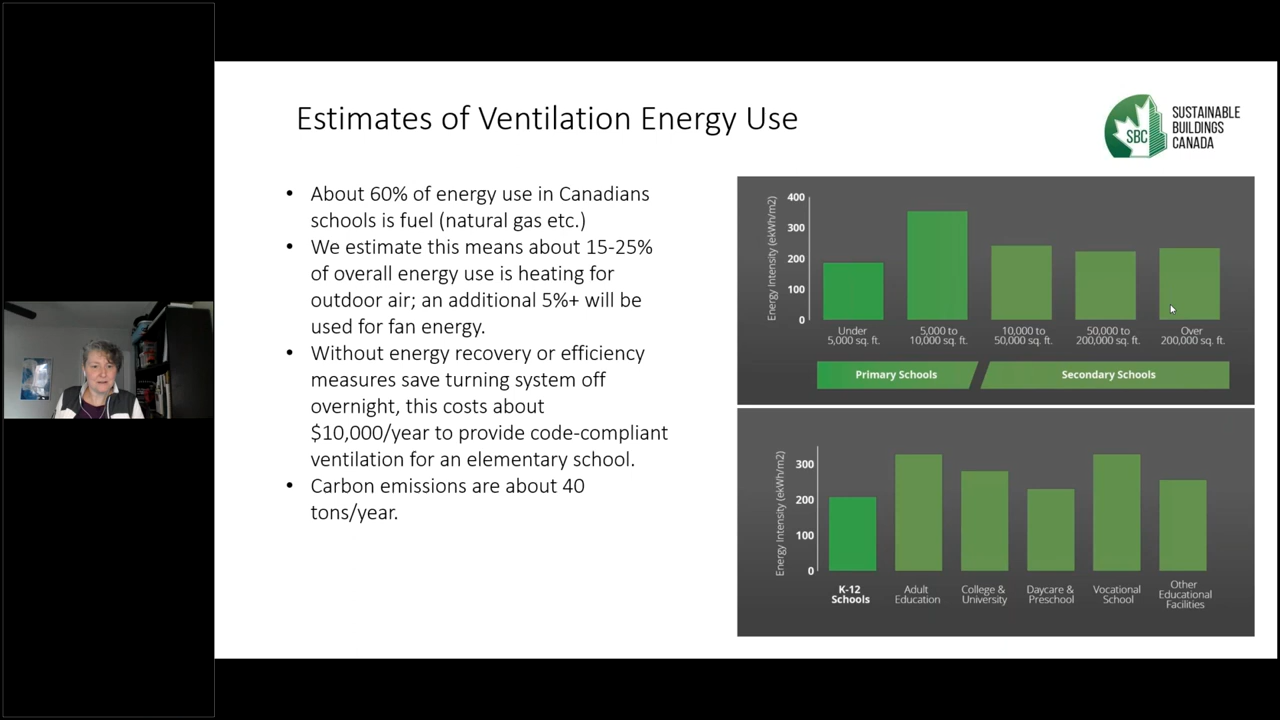 Estimates of Ventilation Energy Use
SBC
SUSTAINABLE
BUILDINGS
CANADA
• About 60% of energy use in Canadians
schools is fuel (natural gas etc.)
• We estimate this means about 15-25%
of overall energy use is heating for
outdoor air; an additional 5%+ will be
used for fan energy.
• Without energy recovery or efficiency
measures save turning system off
overnight, this costs about
$10,000/year to provide code-compliant
ventilation for an elementary school.
• Carbon emissions are about 40
tons/year.
Energy Intensity (ekWh/m2)
400
300
200
100
0
Under
5,000 sq. ft.
5,000 to
10,000 sq. ft.
10,000 to
50,000 sq. ft.
50,000 to
200,000 sq. ft.
Over
200,000 sq. ft.
Primary Schools
Secondary Schools
Energy Intensity (ekWh/m2)
300
200
100
0
K-12
Schools
Adult
Education
College &
University
Daycare &
Preschool
Vocational
School
Other
Educational
Facilities